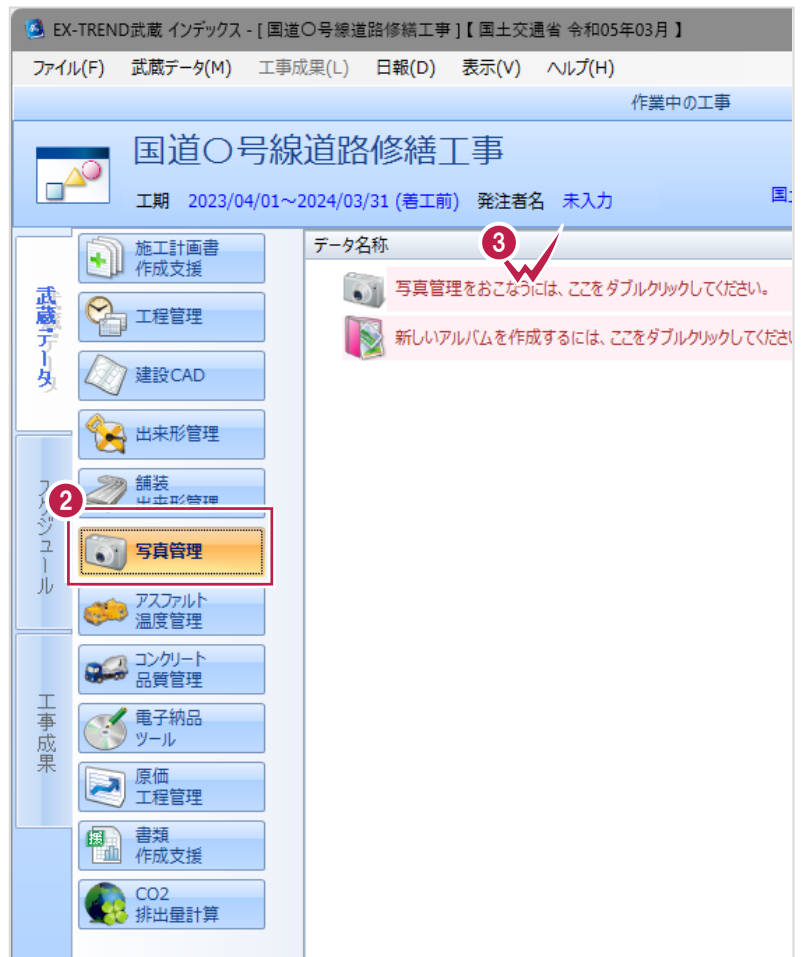 EX-TREND武蔵 インデックス - [ 国道〇号線道路修繕工事 ]【 国土交通省 令和05年03月 】
ファイル(F) 武蔵データ(M) 工事成果(L) 日報(D) 表示(V) ヘルプ(H)
作業中の工事
国道〇号線道路修繕工事
工期 2023/04/01～2024/03/31 (着工前) 発注者名 未入力
武蔵データ
工事成果
施工計画書
作成支援
工程管理
建設CAD
出来形管理
舗装
出来形管理
2
写真管理
アスファルト
温度管理
コンクリート
品質管理
電子納品
ツール
原価
工程管理
書類
作成支援
CO2
排出量計算
データ名称
3
写真管理をおこなうには、ここをダブルクリックしてください。
新しいアルバムを作成するには、ここをダブルクリックしてくださ